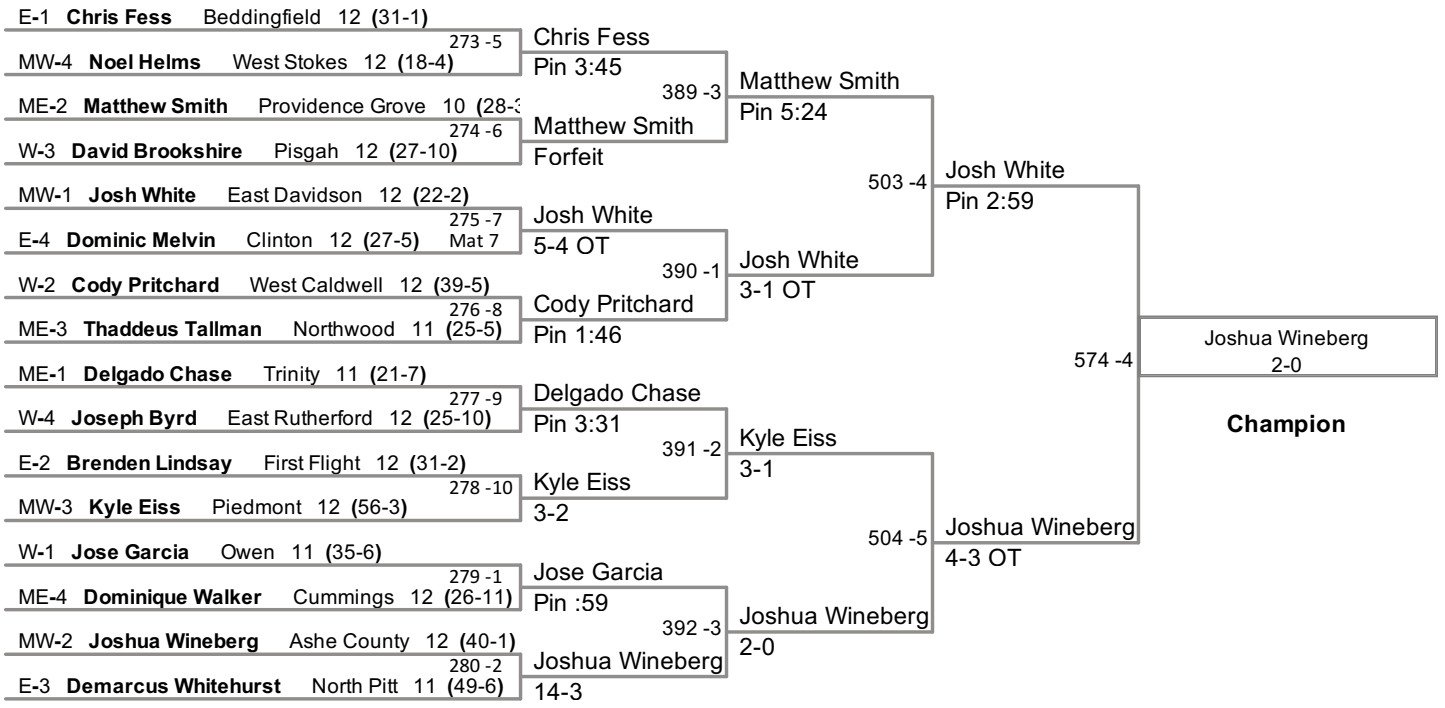 E-1 Chris Fess Beddingfield 12 (31-1)
273 -5
Chris Fess
MW-4 Noel Helms West Stokes 12 (18-4)
Pin 3:45
389 -3
Matthew Smith
ME-2 Matthew Smith Providence Grove 10 (28-3
Pin 5:24
274 -6
Matthew Smith
W-3 David Brookshire Pisgah 12 (27-10)
Forfeit
503 -4
Josh White
MW-1 Josh White East Davidson 12 (22-2)
Pin 2:59
275 -7
Josh White
E-4 Dominic Melvin Clinton 12 (27-5)
Mat 7
5-4 OT
390 -1
Josh White
W-2 Cody Pritchard West Caldwell 12 (39-5)
3-1 OT
276 -8
Cody Pritchard
ME-3 Thaddeus Tallman Northwood 11 (25-5)
Pin 1:46
574 -4
Joshua Wineberg
2-0
Champion
ME-1 Delgado Chase Trinity 11 (21-7)
277 -9
Delgado Chase
W-4 Joseph Byrd East Rutherford 12 (25-10)
Pin 3:31
391 -2
Kyle Eiss
E-2 Brenden Lindsay First Flight 12 (31-2)
3-1
278 -10
Kyle Eiss
MW-3 Kyle Eiss Piedmont 12 (56-3)
3-2
504 -5
Joshua Wineberg
W-1 Jose Garcia Owen 11 (35-6)
4-3 OT
279 -1
Jose Garcia
ME-4 Dominique Walker Cummings 12 (26-11)
Pin :59
392 -3
Joshua Wineberg
MW-2 Joshua Wineberg Ashe County 12 (40-1)
2-0
280 -2
Joshua Wineberg
E-3 Demarcus Whitehurst North Pitt 11 (49-6)
14-3